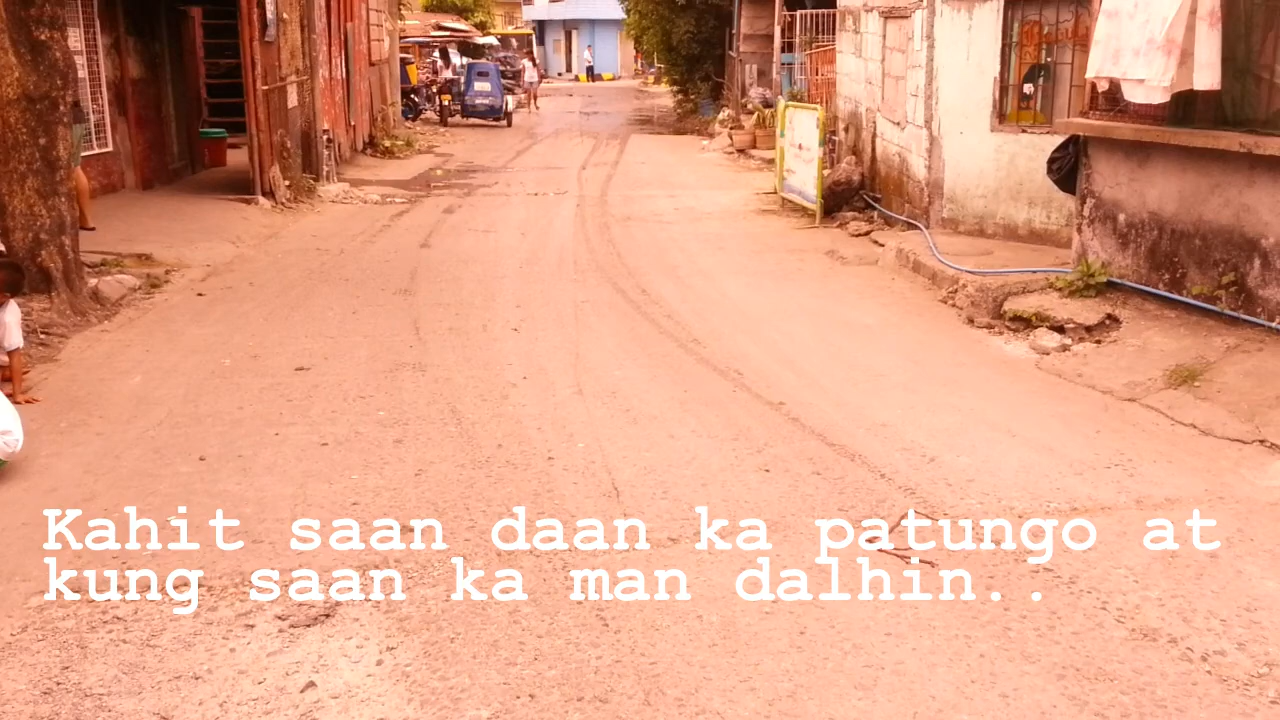 Kahit saan daan ka patungo at
kung saan ka man dalhin..